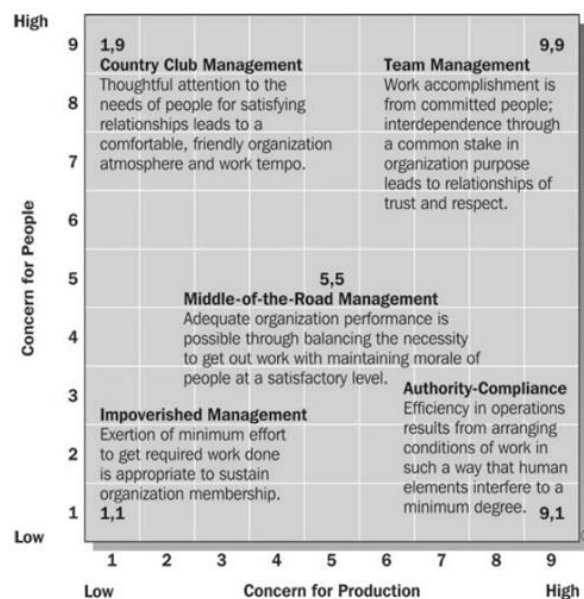 High
9
8
7
6
5
4
3
2
1
Low
Concern for People
1,9
Country Club Management
Thoughtful attention to the
needs of people for satisfying
relationships leads to a
comfortable, friendly organization
atmosphere and work tempo.
9,9
Team Management
Work accomplishment is
from committed people;
interdependence through
a common stake in
organization purpose
leads to relationships of
trust and respect.
5,5
Middle-of-the-Road Management
Adequate organization performance is
possible through balancing the necessity
to get out work with maintaining morale of
people at a satisfactory level.
Impoverished Management
Exertion of minimum effort
to get required work done
is appropriate to sustain
organization membership.
1,1
Authority-Compliance
Efficiency in operations
results from arranging
conditions of work in
such a way that human
elements interfere to a
minimum degree.
9,1
1 2 3 4 5 6 7 8 9
Low Concern for Production High